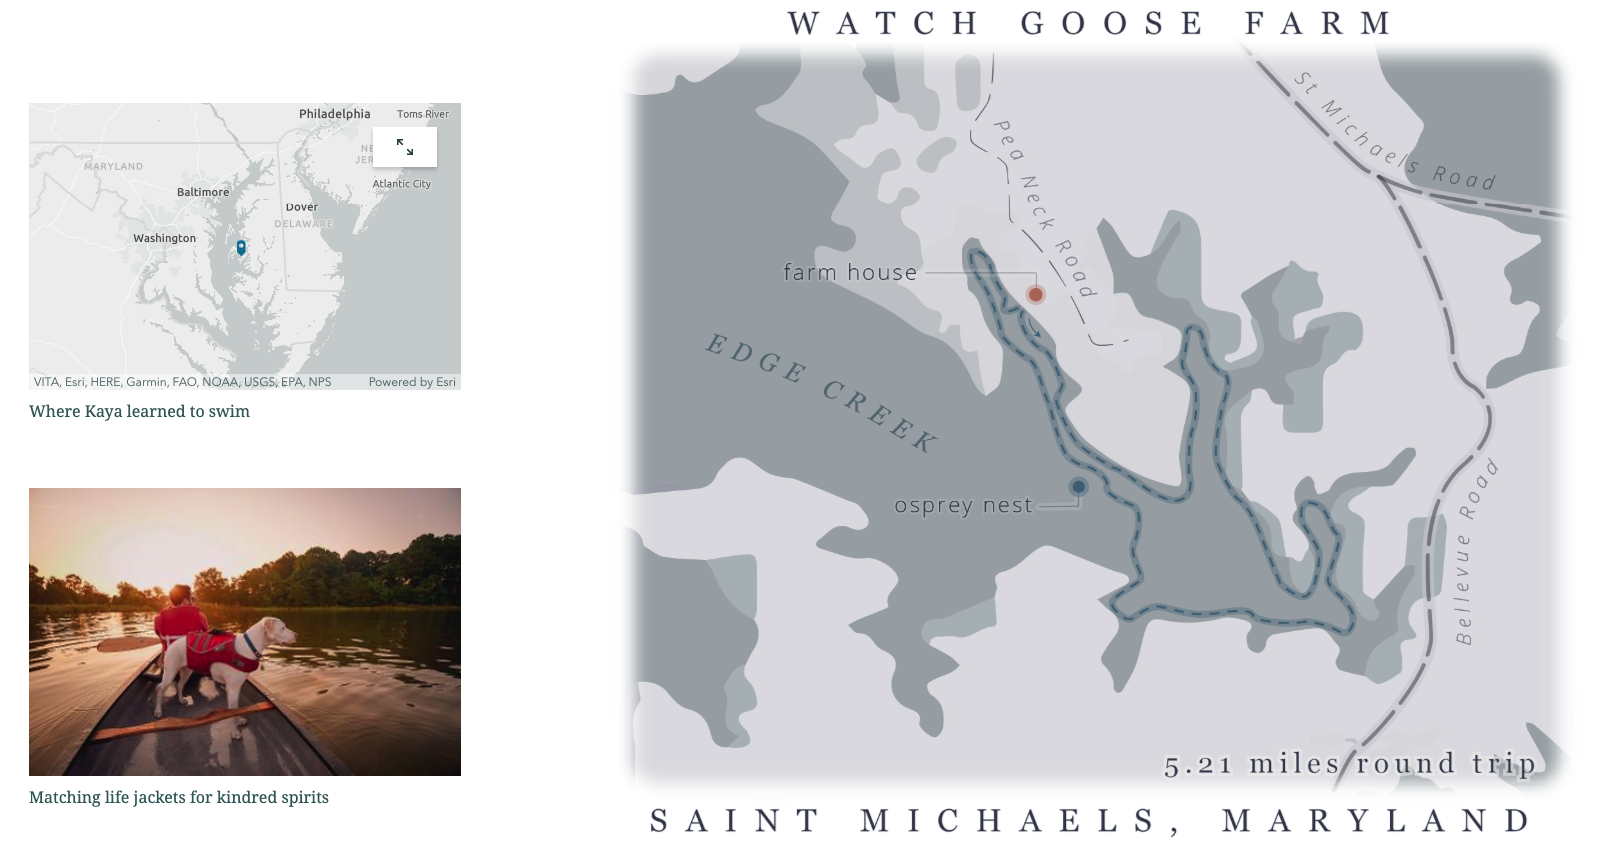 WATCH GOOSE FARM
Philadelphia
Toms River
MARYLAND
NE
JER
Atlantic City
Baltimore
Dover
DELAWARE
Washington
VITA, Esri, HERE, Garmin, FAO, NOAA, USGS, EPA, NPS
Powered by Esri
Where Kaya learned to swim
Matching life jackets for kindred spirits
St Michaels Road
Pea Neck Road
farm house
EDGE CREEK
osprey nest
Bellevue Road
5.21 miles round trip
SAINT MICHAELS, MARYLAND